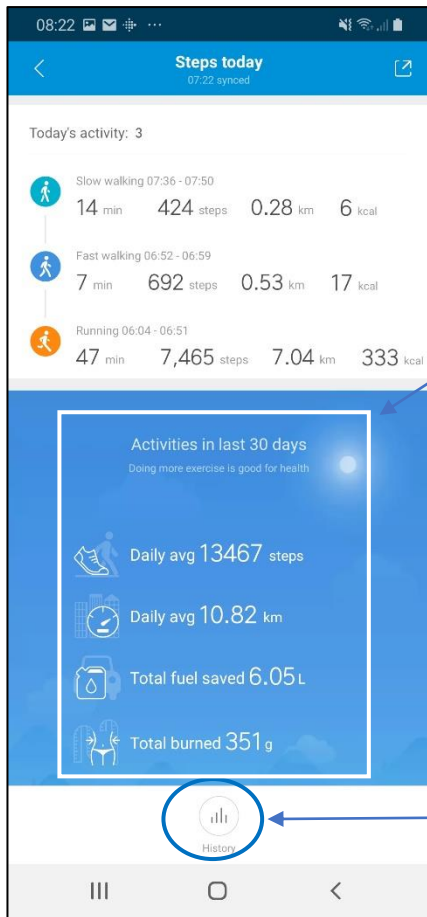 08:22
Steps today
07:22 synced
Today's activity: 3
Slow walking 07:36 - 07:50
14 min 424 steps 0.28 km 6 kcal
Fast walking 06:52 - 06:59
7 min 692 steps 0.53 km 17 kcal
Running 06:04 - 06:51
47 min 7,465 steps 7.04 km 333 kcal
Activities in last 30 days
Doing more exercise is good for health
Daily avg 13467 steps
Daily avg 10.82 km
Total fuel saved 6.05 L
Total burned 351 g
History